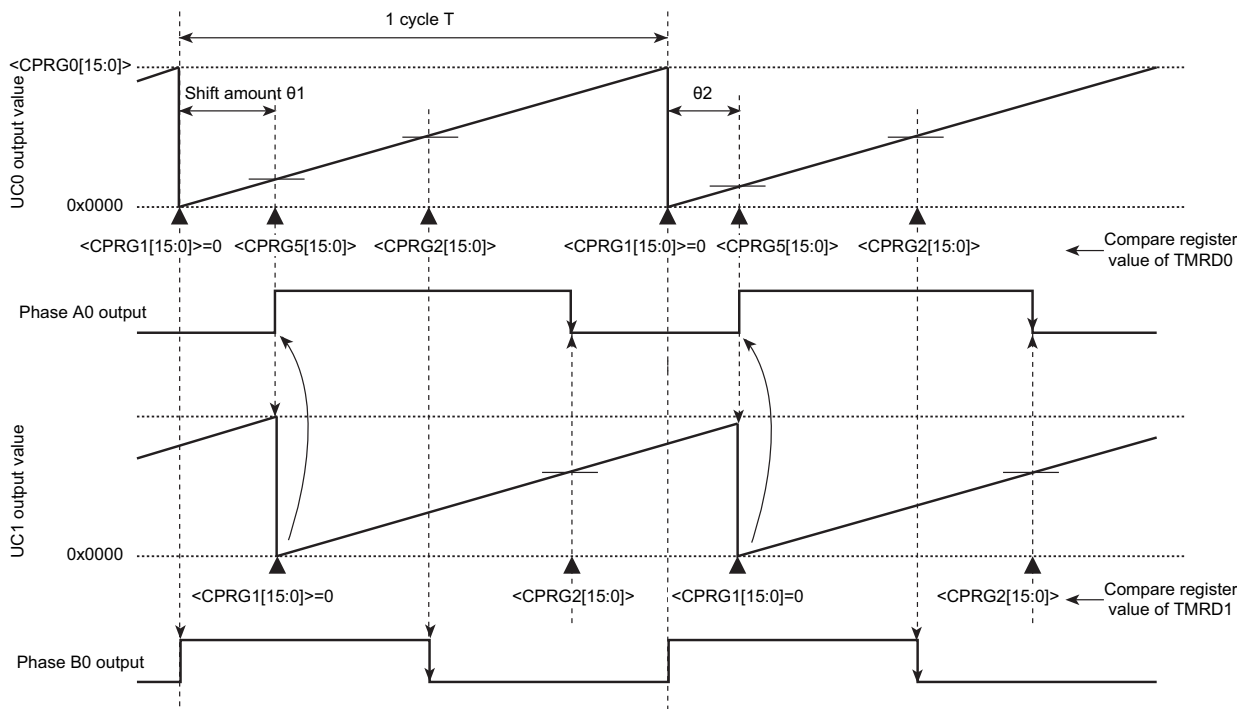 1 cycle T
<CPRG0[15:0]>
UC0 output value
Shift amount θ1
θ2
0x0000
<CPRG1[15:0]>=0
<CPRG5[15:0]>
<CPRG2[15:0]>
<CPRG1[15:0]>=0
<CPRG5[15:0]>
<CPRG2[15:0]>
Compare register
value of TMRD0
Phase A0 output
UC1 output value
0x0000
<CPRG1[15:0]>=0
<CPRG2[15:0]>
<CPRG1[15:0]=0
<CPRG2[15:0]>
Compare register
value of TMRD1
Phase B0 output